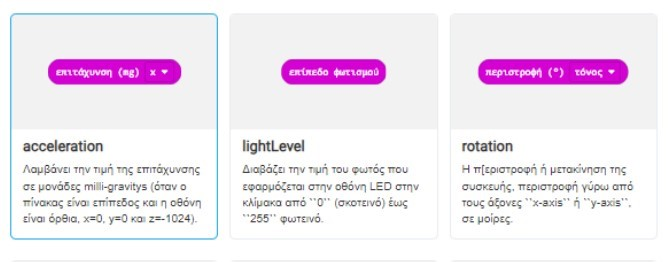 επιτάχυνση (mg) x
επίπεδο φωτισμού
περιστροφή (°) τόνος
acceleration
Λαμβάνει την τιμή της επιτάχυνσης
σε μονάδες milli-gravitys (όταν ο
πίνακας είναι επίπεδος και η οθόνη
είναι όρθια, x=0, y=0 και z=-1024).
lightLevel
Διαβάζει την τιμή του φωτός που
εφαρμόζεται στην οθόνη LED στην
κλίμακα από ``0`` (σκοτεινό) έως
``255`` φωτεινό.
rotation
Η π[εριστροφή ή μετακίνηση της
συσκευής, περιστροφή γύρω από
τους άξονες ``x-axis`` ή ``y-axis``,
σε μοίρες.